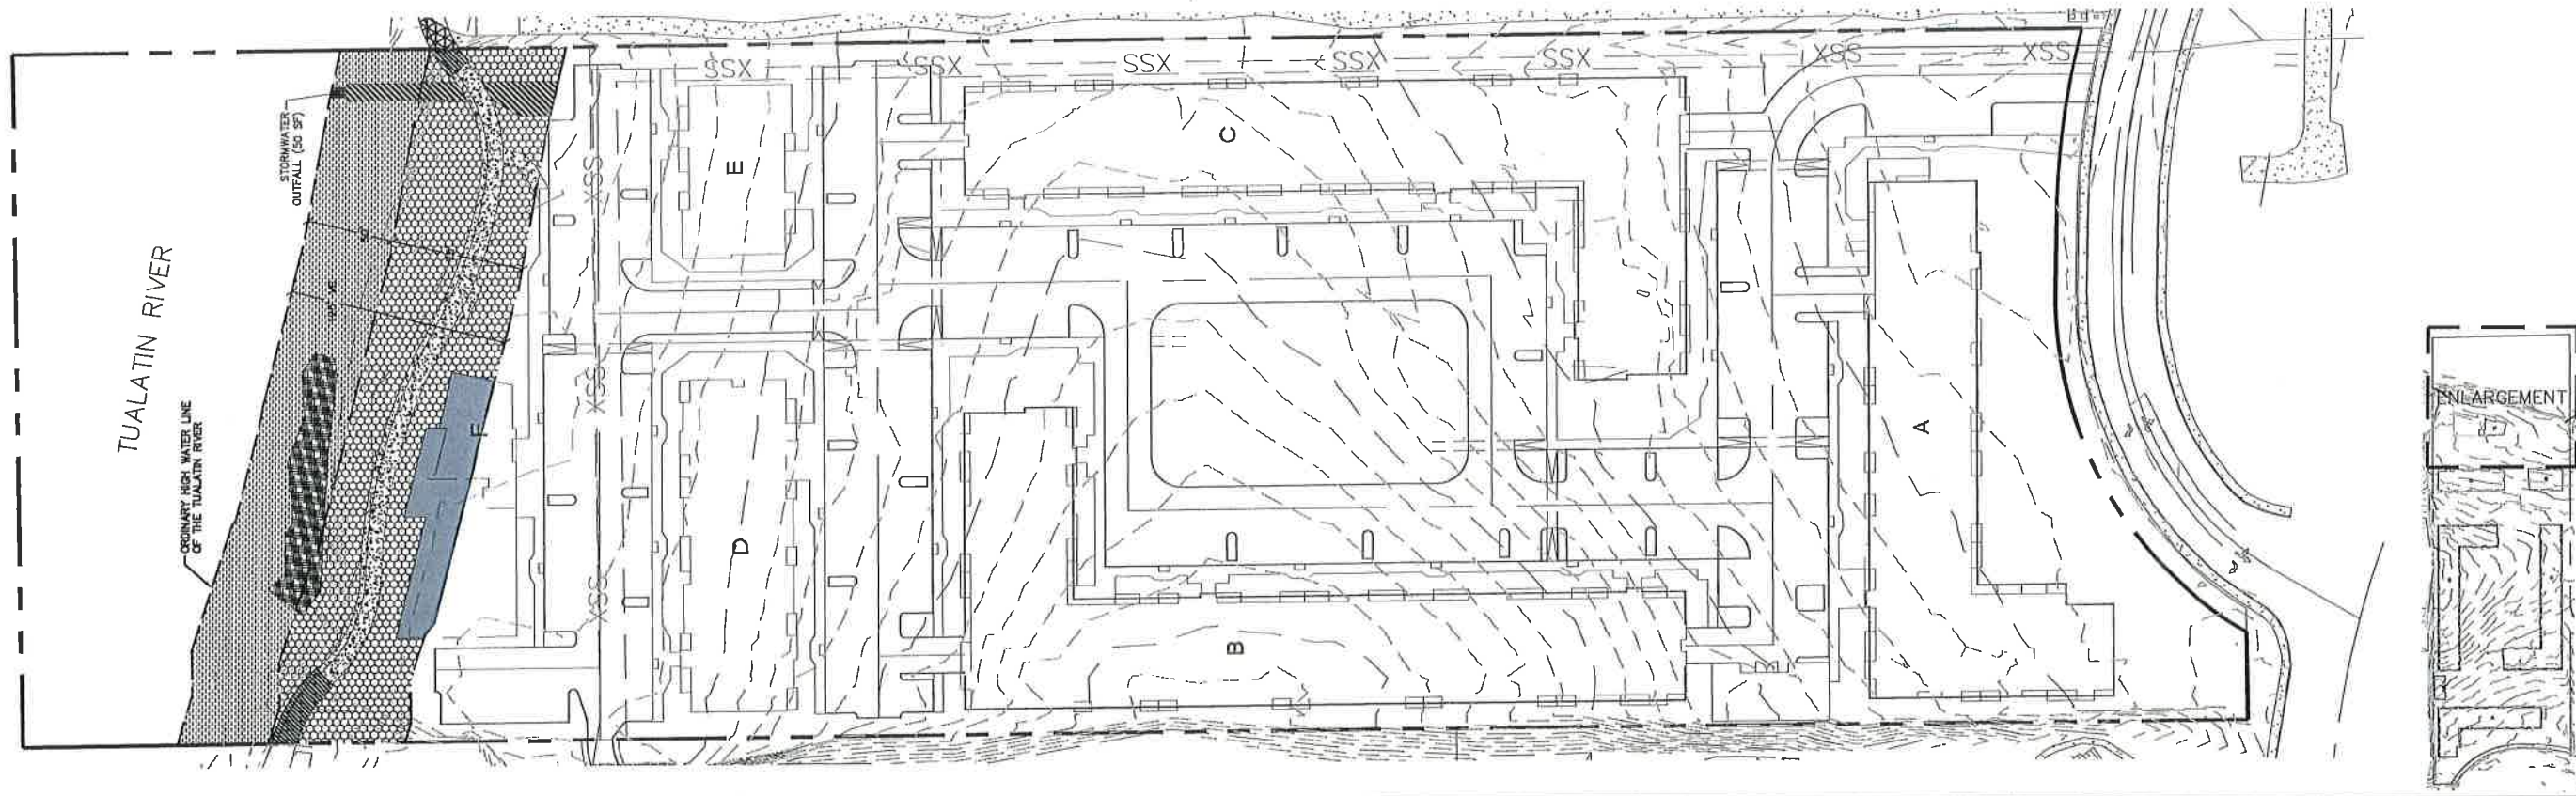 TUALATIN RIVER
ORDINARY HIGH WATER LINE
OF THE TUALATIN RIVER
STORMWATER
OUTFALL (50 SF)
SSX
SSX
SSX
SSX
SSX
XSS
XSS
XSS
XSS
XSS
E
C
F
D
B
A
ENLARGEMENT